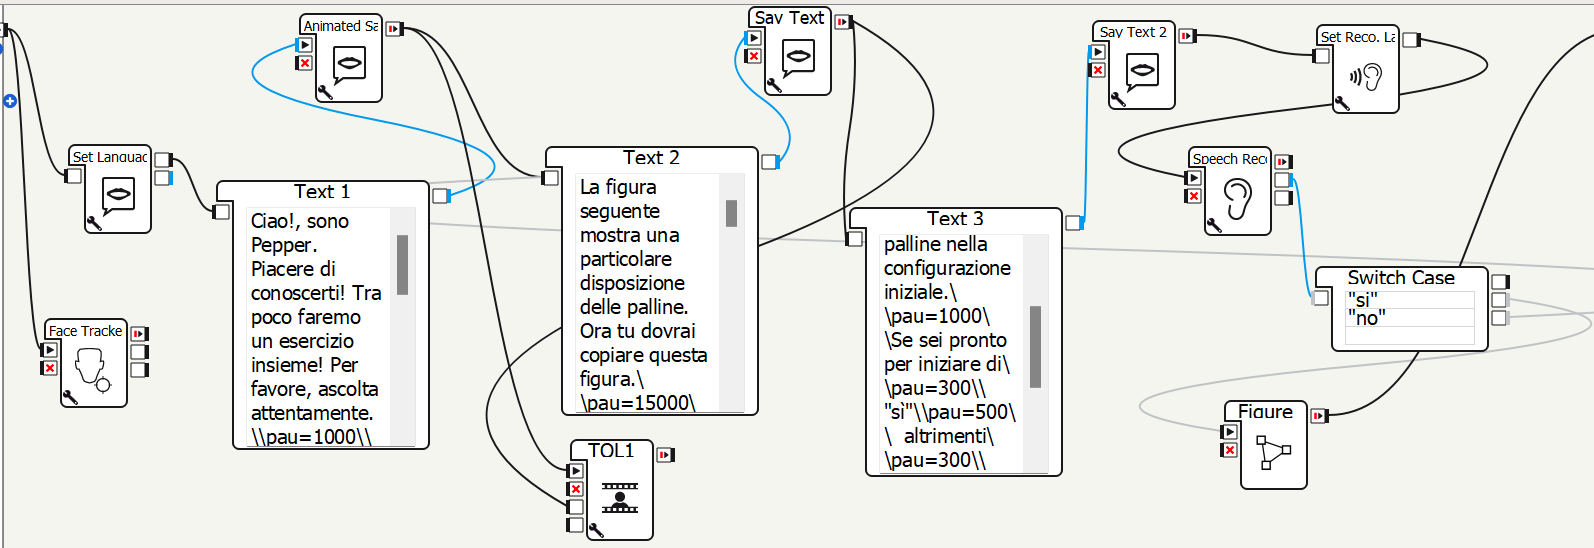 Animated Sa
Say Text
Say Text 2
Set Reco. La
Set Languag
Text 1
Ciao!, sono
Pepper.
Piacere di
conoscerti! Tra
poco faremo
un esercizio
insieme! Per
favore, ascolta
attentamente.
\\pau=1000\\
Text 2
La figura
seguente
mostra una
particolare
disposizione
delle palline.
Ora tu dovrai
copiare questa
figura.\
\pau=15000\
Text 3
palline nella
configurazione
iniziale.\
\pau=1000\
\Se sei pronto
per iniziare di\
\pau=300\\
"sì"\\pau=500\
\ altrimenti\
\pau=300\\
Speech Reco
Switch Case
"si"
"no"
Face Tracke
TOL1
Figure